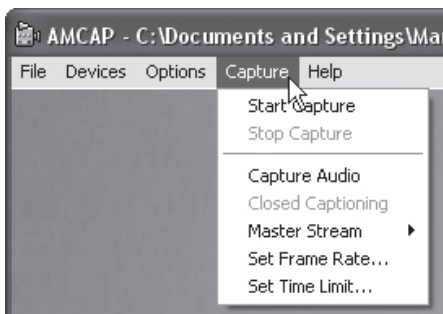 AMCAP - C:\Documents and Settings\Ma
File Devices Options Capture Help
Start Capture
Stop Capture
Capture Audio
Closed Captioning
Master Stream
Set Frame Rate...
Set Time Limit...